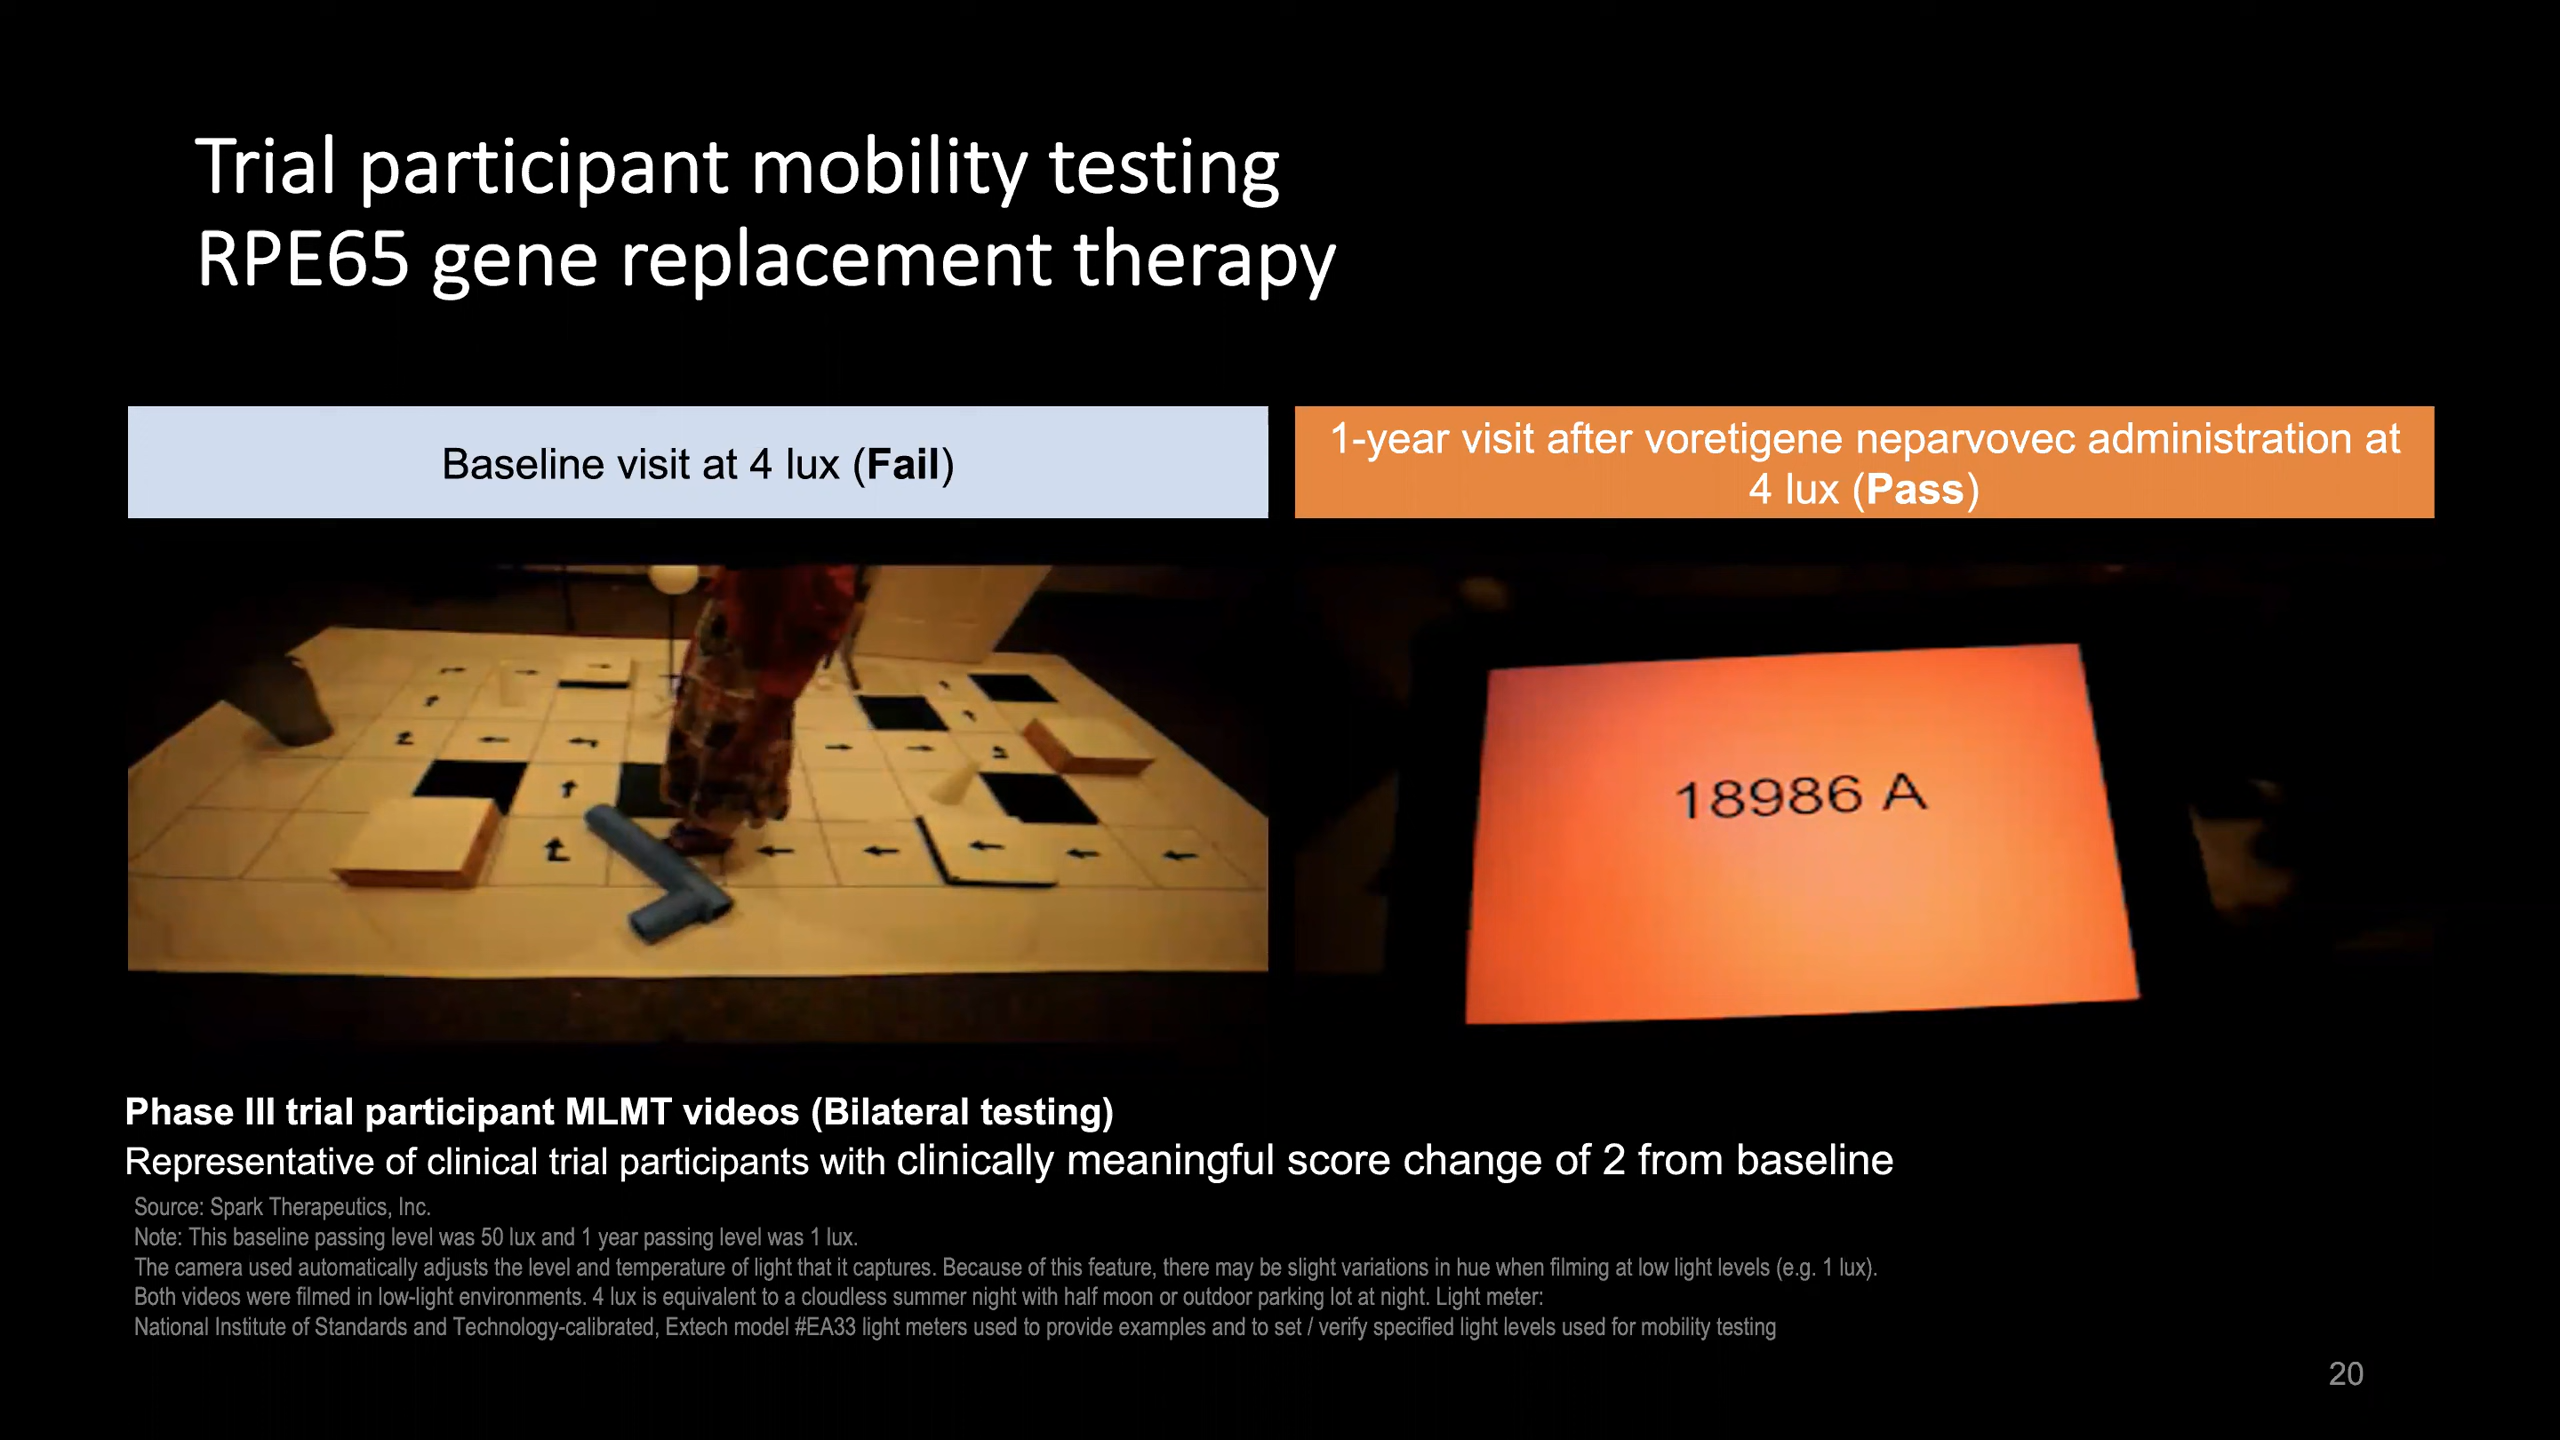 Trial participant mobility testing
RPE65 gene replacement therapy
Baseline visit at 4 lux (Fail)
1-year visit after voretigene neparvovec administration at
4 lux (Pass)
18986 A
Phase III trial participant MLMT videos (Bilateral testing)
Representative of clinical trial participants with clinically meaningful score change of 2 from baseline
Source: Spark Therapeutics, Inc.
Note: This baseline passing level was 50 lux and 1 year passing level was 1 lux.
The camera used automatically adjusts the level and temperature of light that it captures. Because of this feature, there may be slight variations in hue when filming at low light levels (e.g. 1 lux).
Both videos were filmed in low-light environments. 4 lux is equivalent to a cloudless summer night with half moon or outdoor parking lot at night. Light meter:
National Institute of Standards and Technology-calibrated, Extech model #EA33 light meters used to provide examples and to set / verify specified light levels used for mobility testing
20